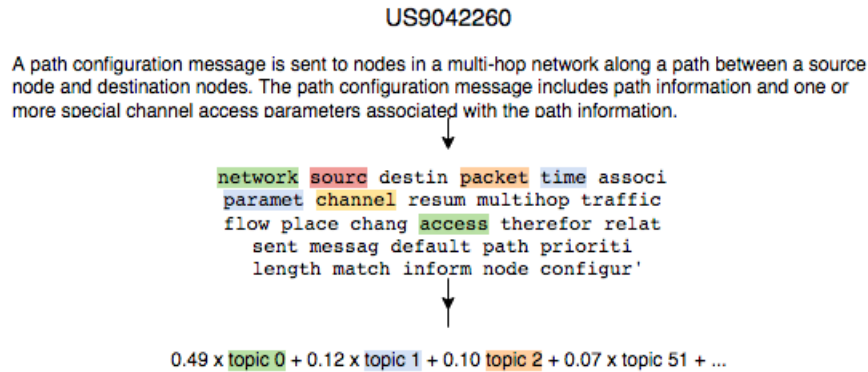 US9042260
A path configuration message is sent to nodes in a multi-hop network along a path between a source
node and destination nodes. The path configuration message includes path information and one or
more special channel access parameters associated with the path information.
network sourc destin packet time associ
paramet channel resum multihop traffic
flow place chang access therefor relat
sent messag default path prioriti
length match inform node configur'
0.49 x topic 0 + 0.12 x topic 1 + 0.10 topic 2 + 0.07 x topic 51 + ...